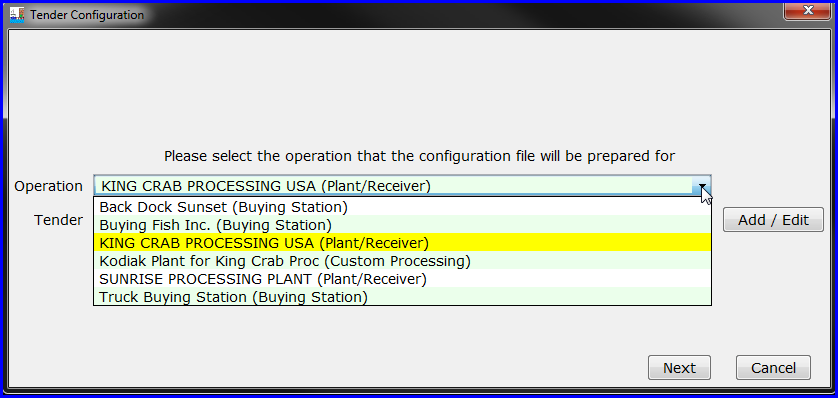 Tender Configuration
Please select the operation that the configuration file will be prepared for
Operation KING CRAB PROCESSING USA (Plant/Receiver)
Back Dock Sunset (Buying Station)
Tender Buying Fish Inc. (Buying Station) Add / Edit
KING CRAB PROCESSING USA (Plant/Receiver)
Kodiak Plant for King Crab Proc (Custom Processing)
SUNRISE PROCESSING PLANT (Plant/Receiver)
Truck Buying Station (Buying Station)
Next Cancel